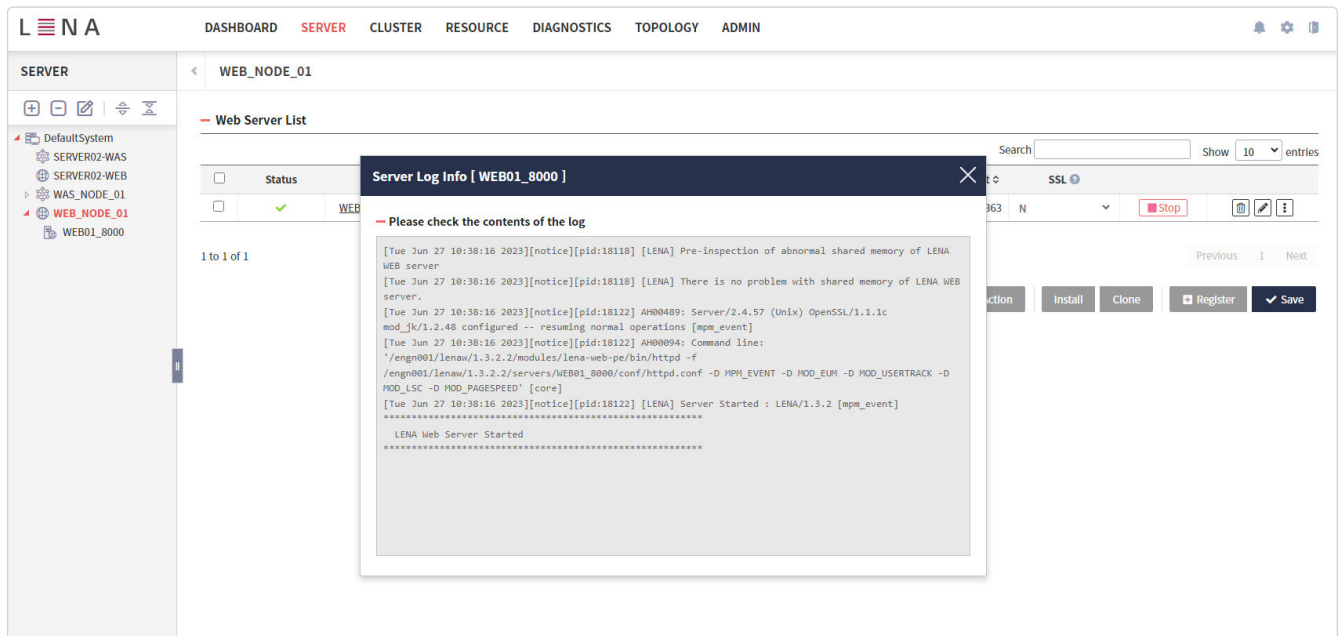 LENA
DASHBOARD SERVER CLUSTER RESOURCE DIAGNOSTICS TOPOLOGY ADMIN
SERVER
WEB_NODE_01
DefaultSystem
SERVER02-WAS
SERVER02-WEB
WAS_NODE_01
WEB_NODE_01
WEB01_8000
Web Server List
Search
Show 10 entries
Status
SSL
WEB
363 N
Stop
1 to 1 of 1
Previous 1 Next
Install Clone Register Save
Server Log Info [ WEB01_8000 ]
Please check the contents of the log
[Tue Jun 27 10:38:16 2023][notice][pid:18118] [LENA] Pre-inspection of abnormal shared memory of LENA
WEB server
[Tue Jun 27 10:38:16 2023][notice][pid:18118] [LENA] There is no problem with shared memory of LENA WEB
server.
[Tue Jun 27 10:38:16 2023][notice][pid:18122] AH00489: Server/2.4.57 (Unix) OpenSSL/1.1.1c
mod_jk/1.2.48 configured -- resuming normal operations [mpm_event]
[Tue Jun 27 10:38:16 2023][notice][pid:18122] AH00094: Command line:
'/engn001/lenaw/1.3.2.2/modules/lena-web-pe/bin/httpd -f
/engn001/lenaw/1.3.2.2/servers/WEB01_8000/conf/httpd.conf -D MPM_EVENT -D MOD_EUM -D MOD_USERTRACK -D
MOD_LSC -D MOD_PAGESPEED' [core]
[Tue Jun 27 10:38:16 2023][notice][pid:18122] [LENA] Server Started : LENA/1.3.2 [mpm_event]
*********************************************************
LENA Web Server Started
*********************************************************